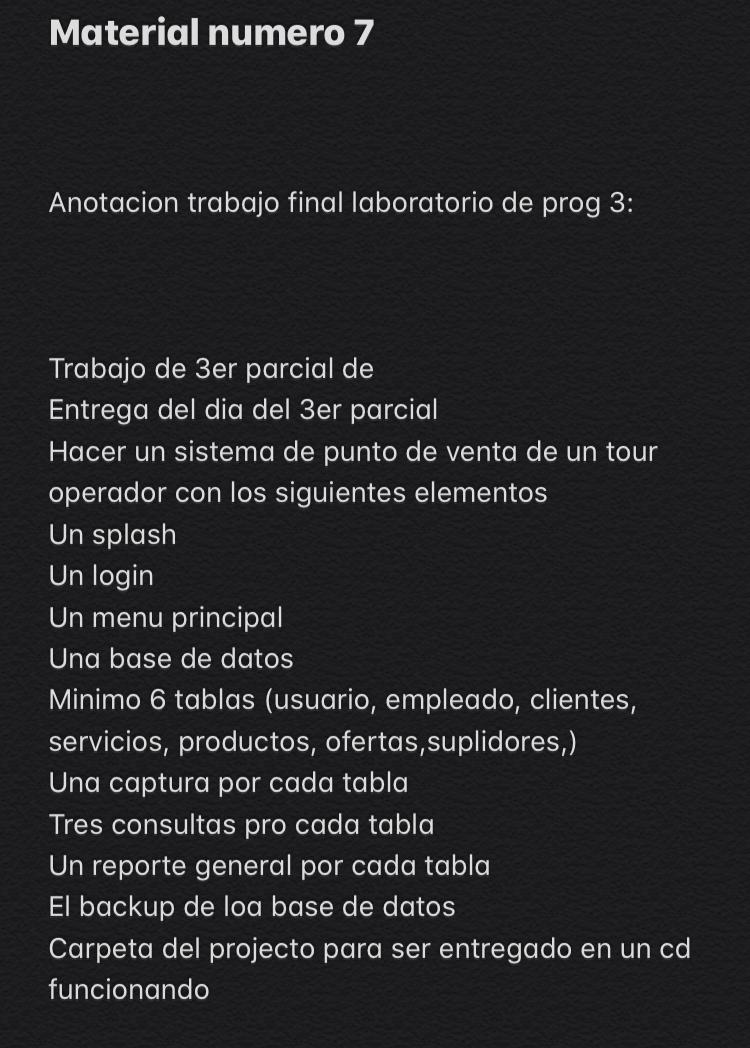 Material numero 7
Anotacion trabajo final laboratorio de prog 3:
Trabajo de 3er parcial de
Entrega del dia del 3er parcial
Hacer un sistema de punto de venta de un tour
operador con los siguientes elementos
Un splash
Un login
Un menu principal
Una base de datos
Minimo 6 tablas (usuario, empleado, clientes,
servicios, productos, ofertas,suplidores,)
Una captura por cada tabla
Tres consultas pro cada tabla
Un reporte general por cada tabla
El backup de loa base de datos
Carpeta del projecto para ser entregado en un cd
funcionando